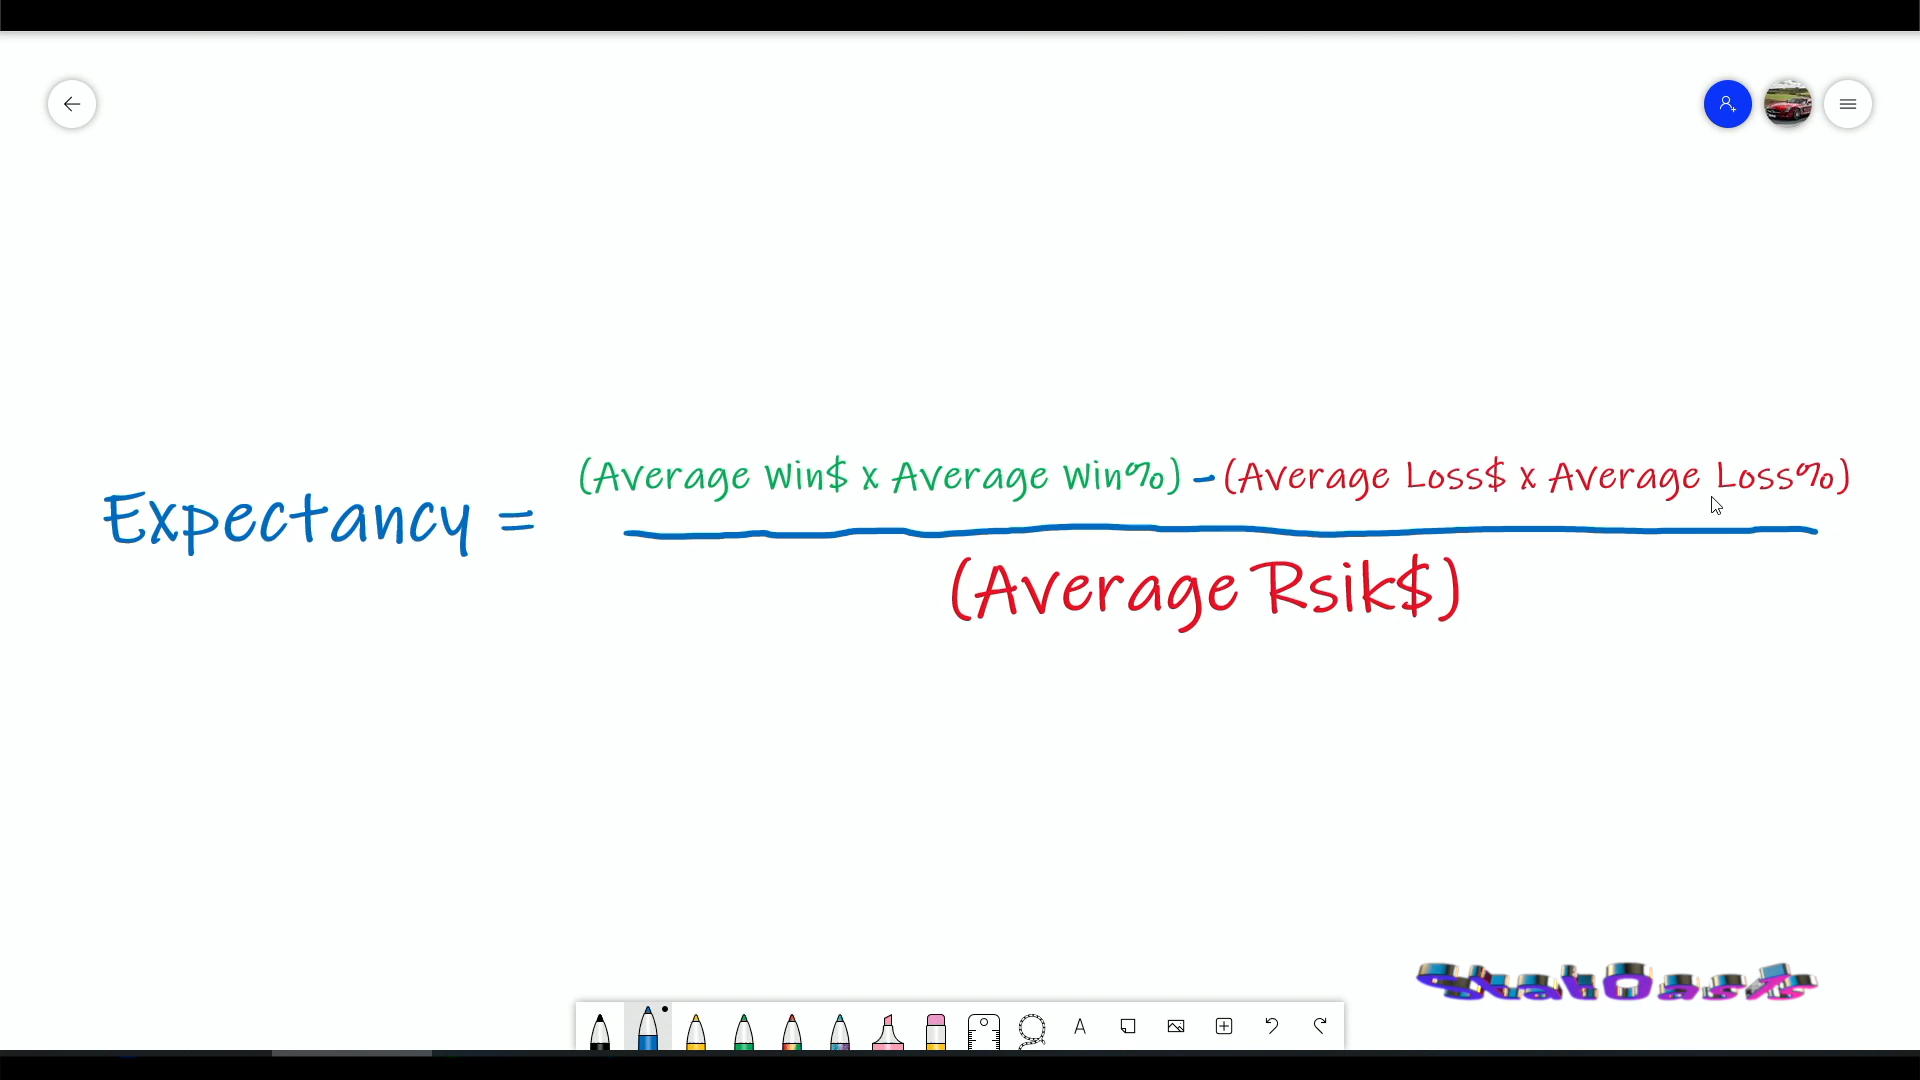 (Average Win$ x Average Win%) - (Average Loss$ x Average Loss%)
Expectancy =
(Average Rsik$)
A